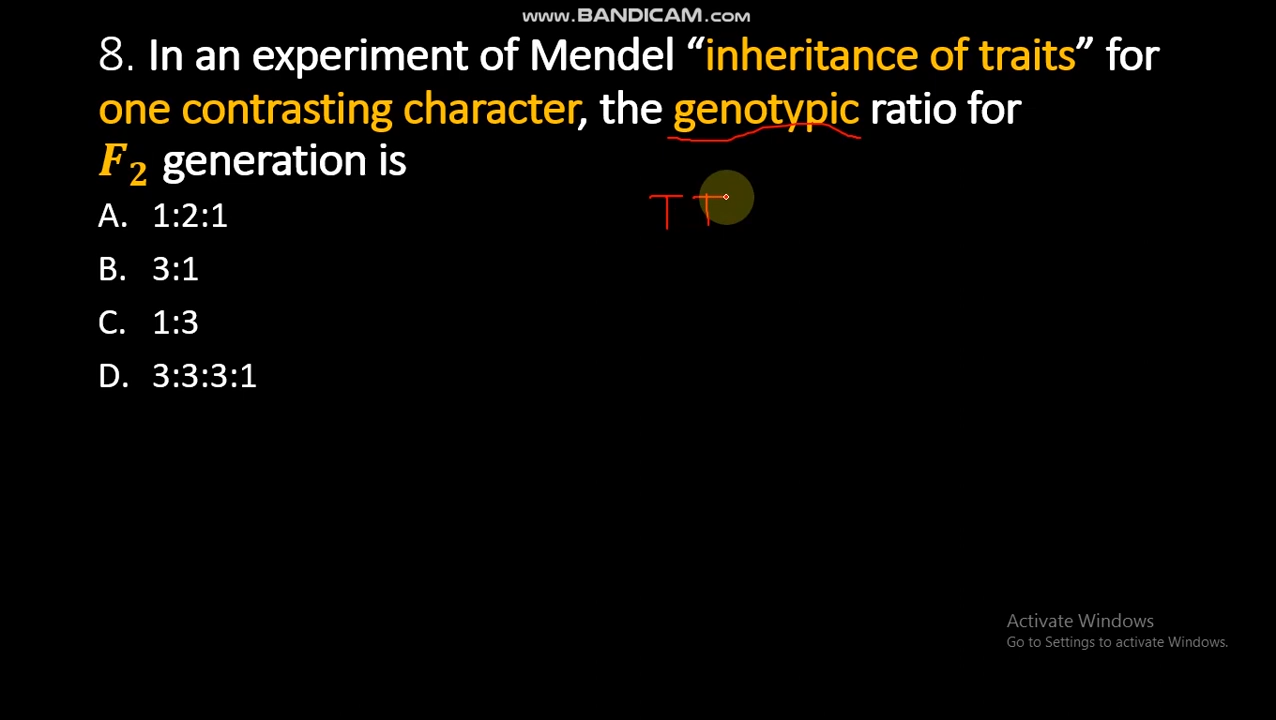 www.BANDICAM.com
8. In an experiment of Mendel “inheritance of traits” for
one contrasting character, the genotypic ratio for
F₂ generation is
T T
A. 1:2:1
B. 3:1
C. 1:3
D. 3:3:3:1
Activate Windows
Go to Settings to activate Windows.